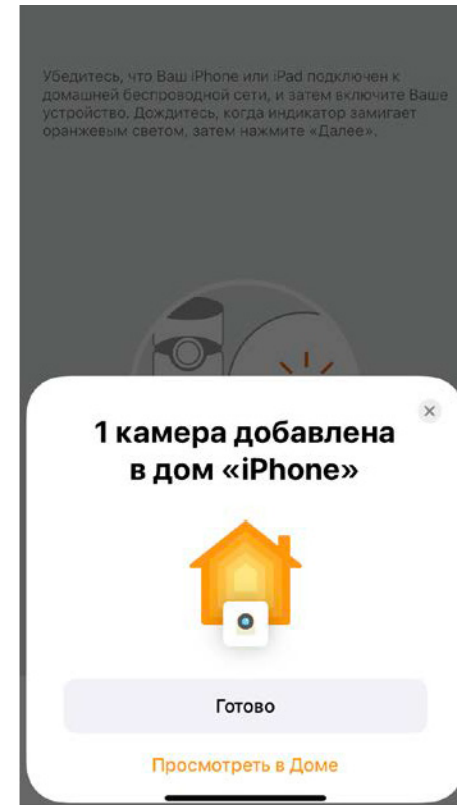 Убедитесь, что Ваш iPhone или iPad подключен к
домашней беспроводной сети, и затем включите Ваше
устройство. Дождитесь, когда индикатор замигает
оранжевым светом, затем нажмите «Далее».
1 камера добавлена
в дом «iPhone»
Готово
Просмотреть в Доме